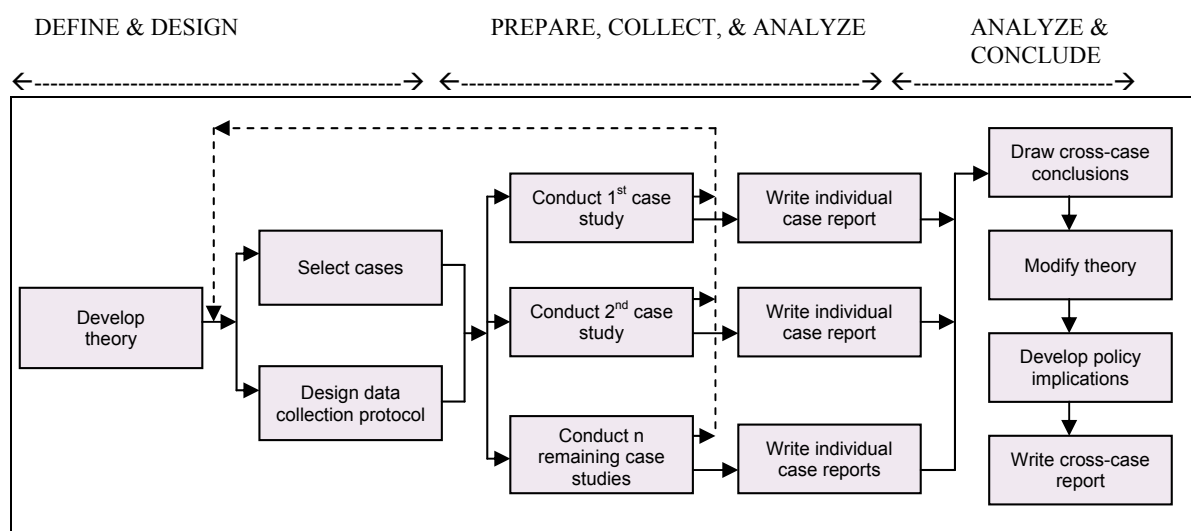 DEFINE & DESIGN
PREPARE, COLLECT, & ANALYZE
ANALYZE &
CONCLUDE
Develop
theory
Select cases
Design data
collection protocol
Conduct 1st case
study
Conduct 2nd case
study
Conduct n
remaining case
studies
Write individual
case report
Write individual
case report
Write individual
case reports
Draw cross-case
conclusions
Modify theory
Develop policy
implications
Write cross-case
report